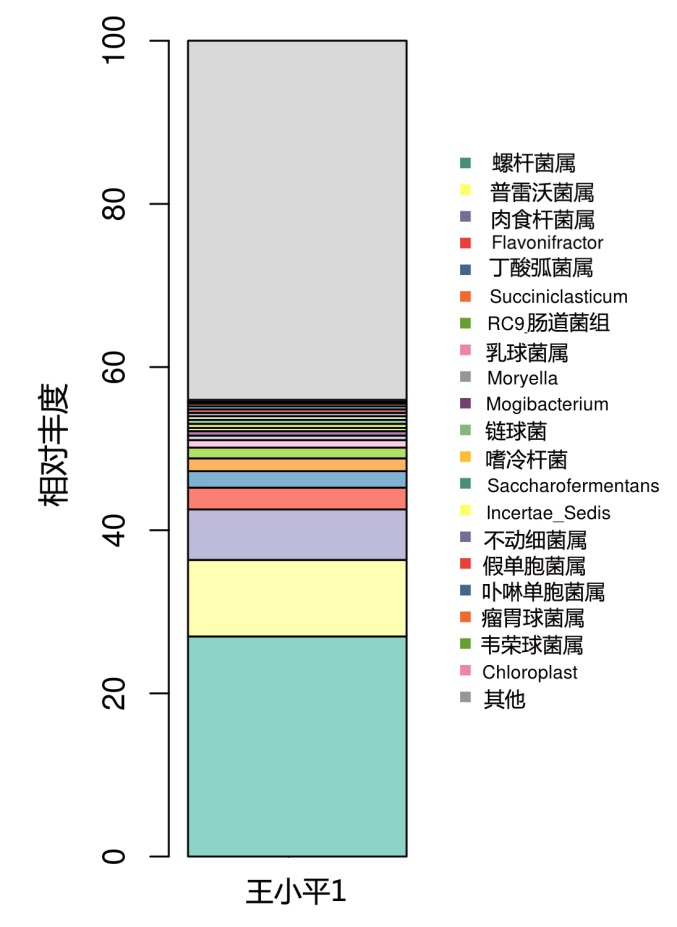 100
80
60
40
20
0
相对丰度
王小平1
螺杆菌属
普雷沃菌属
肉食杆菌属
Flavonifractor
丁酸弧菌属
Succiniclasticum
RC9_肠道菌组
乳球菌属
Moryella
Mogibacterium
链球菌
嗜冷杆菌
Saccharofermentans
Incertae_Sedis
不动细菌属
假单胞菌属
卟啉单胞菌属
瘤胃球菌属
韦荣球菌属
Chloroplast
其他